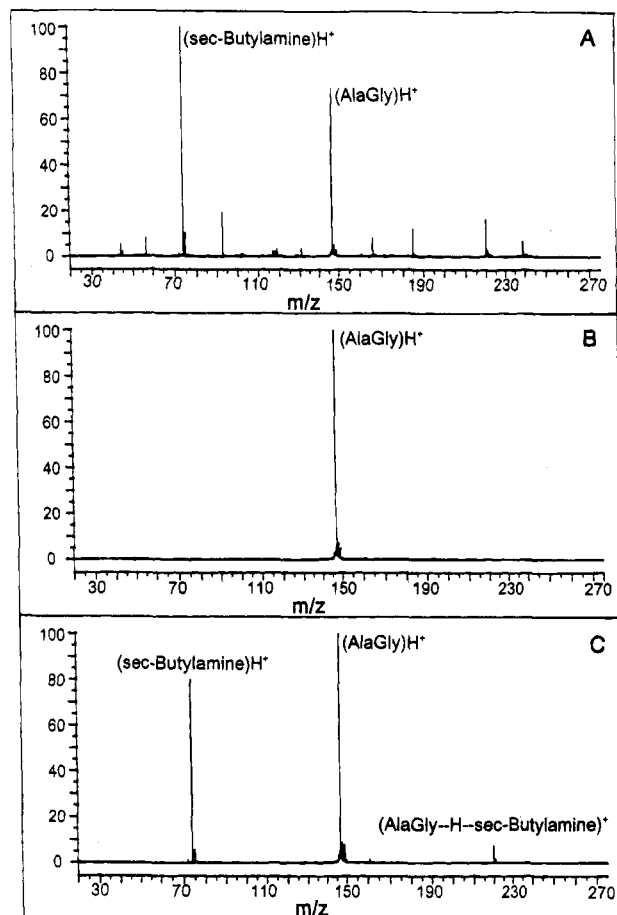 A
(sec-Butylamine)H⁺
(AlaGly)H⁺
100
80
60
40
20
0
30 70 110 150 190 230 270
m/z
B
(AlaGly)H⁺
100
80
60
40
20
0
30 70 110 150 190 230 270
m/z
C
(AlaGly)H⁺
(sec-Butylamine)H⁺
(AlaGly--H--sec-Butylamine)⁺
100
80
60
40
20
0
30 70 110 150 190 230 270
m/z